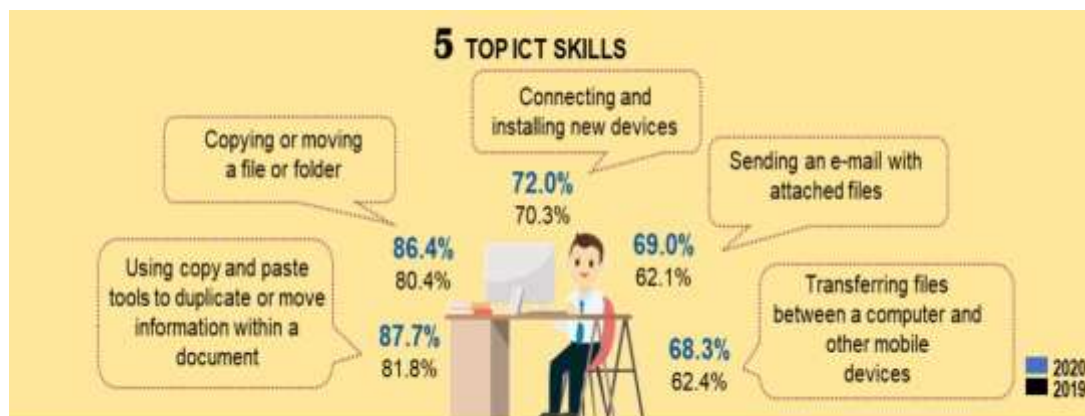 5 TOP ICT SKILLS
Connecting and
installing new devices
72.0%
70.3%
Copying or moving
a file or folder
86.4%
80.4%
Sending an e-mail with
attached files
69.0%
62.1%
Using copy and paste
tools to duplicate or move
information within a
document
87.7%
81.8%
Transferring files
between a computer and
other mobile
devices
68.3%
62.4%
2020
2019